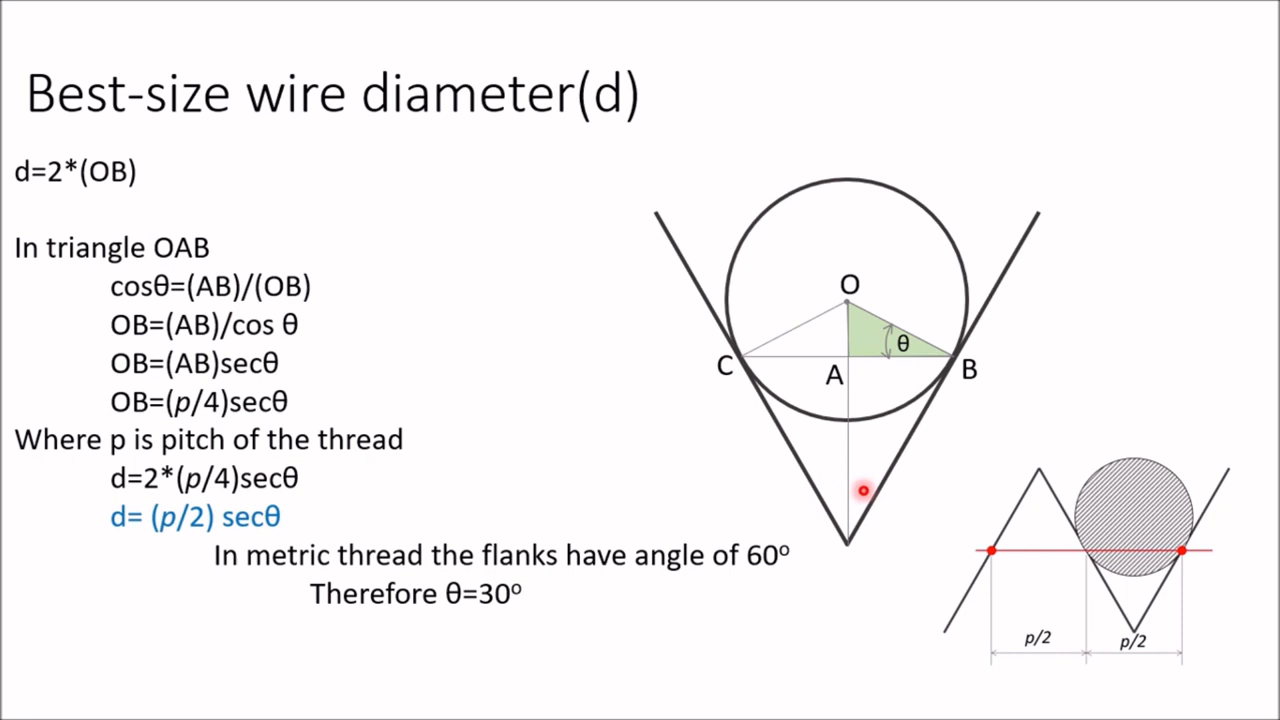 Best-size wire diameter(d)
d=2*(OB)
In triangle OAB
cosθ=(AB)/(OB)
OB=(AB)/cos θ
OB=(AB)secθ
OB=(p/4)secθ
Where p is pitch of the thread
d=2*(p/4)secθ
d= (p/2) secθ
In metric thread the flanks have angle of 60º
Therefore θ=30º
O
θ
C
A
B
p/2
p/2